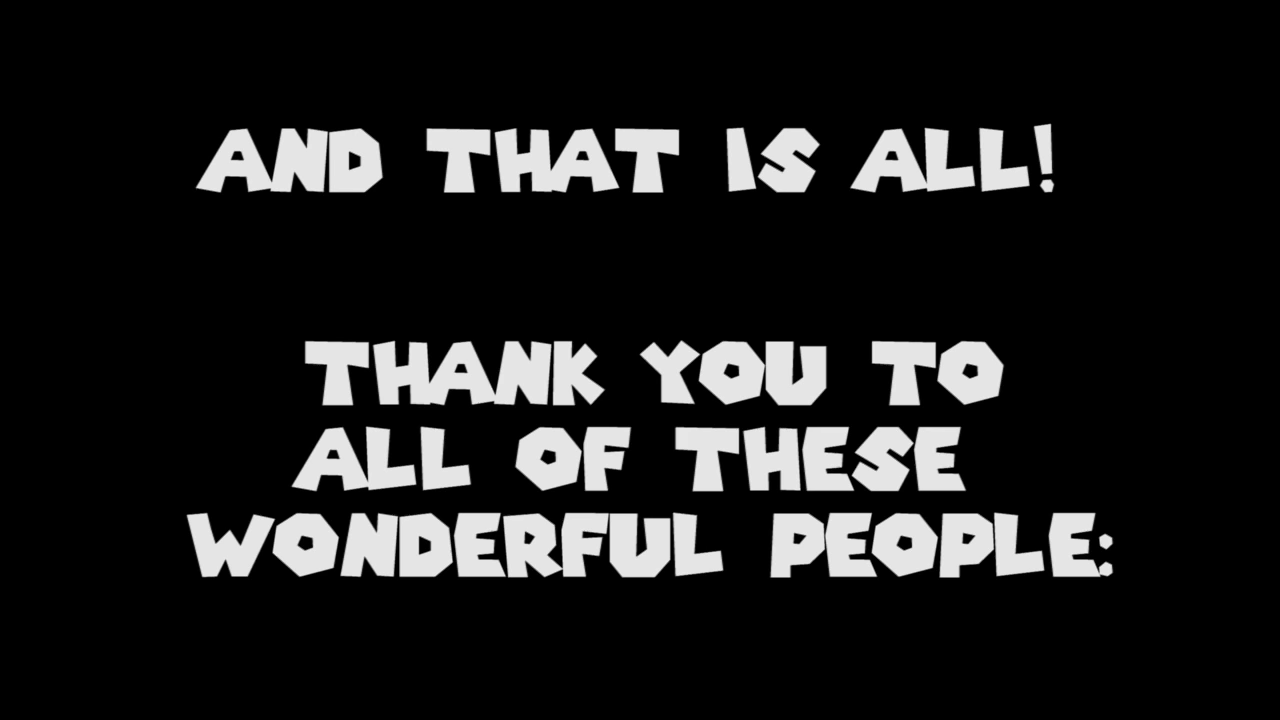 AND THAT IS ALL!
THANK YOU TO
ALL OF THESE
WONDERFUL PEOPLE: